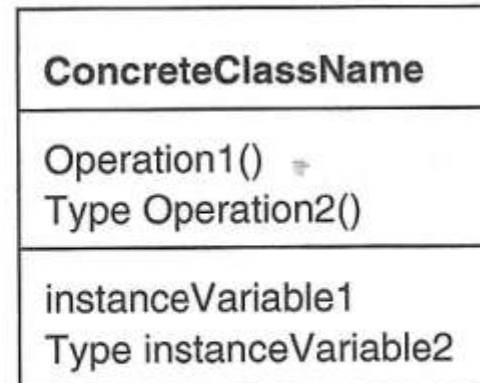 ConcreteClassName
Operation1()
Type Operation2()
instanceVariable1
Type instanceVariable2